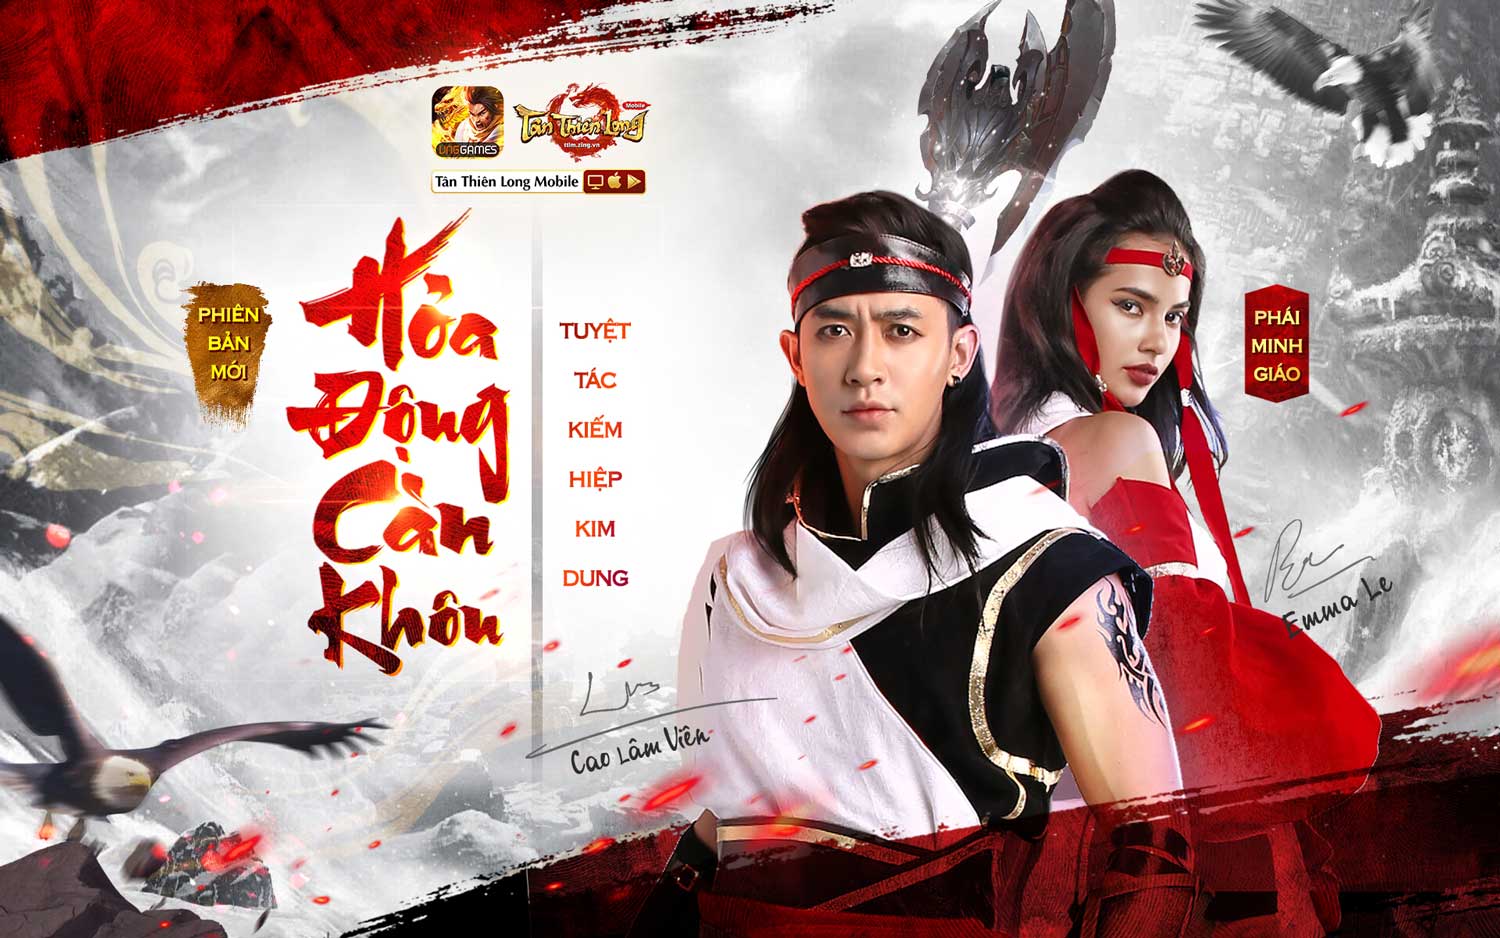 VNGGAMES
Tân Thiên Long
Mobile
ttlm.zing.vn
Tân Thiên Long Mobile
PHIÊN
BẢN
MỚI
Hỏa
Động
Càn
Khôn
TUYỆT
TÁC
KIẾM
HIỆP
KIM
DUNG
PHÁI
MINH
GIÁO
Emma Le
Cao Lâm Viên